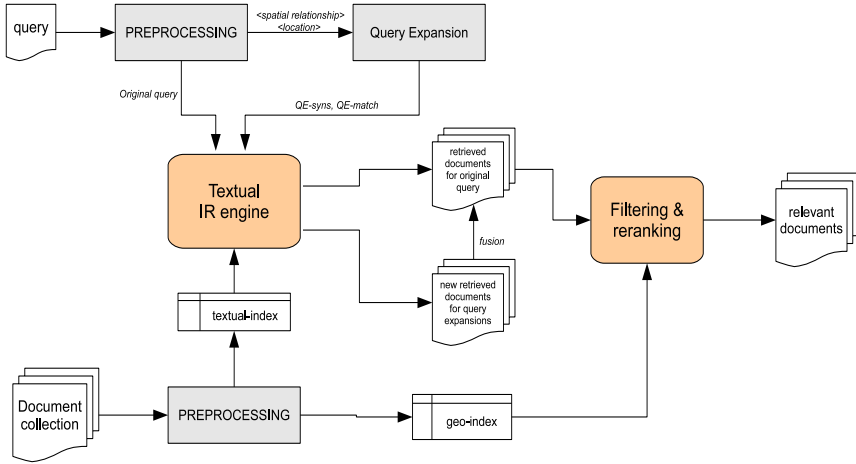 query
PREPROCESSING
<spatial relationship>
<location>
Query Expansion
Original query
QE-syns, QE-match
Textual
IR engine
retrieved
documents
for original
query
Filtering &
reranking
relevant
documents
fusion
new retrieved
documents
for query
expansions
textual-index
Document
collection
PREPROCESSING
geo-index